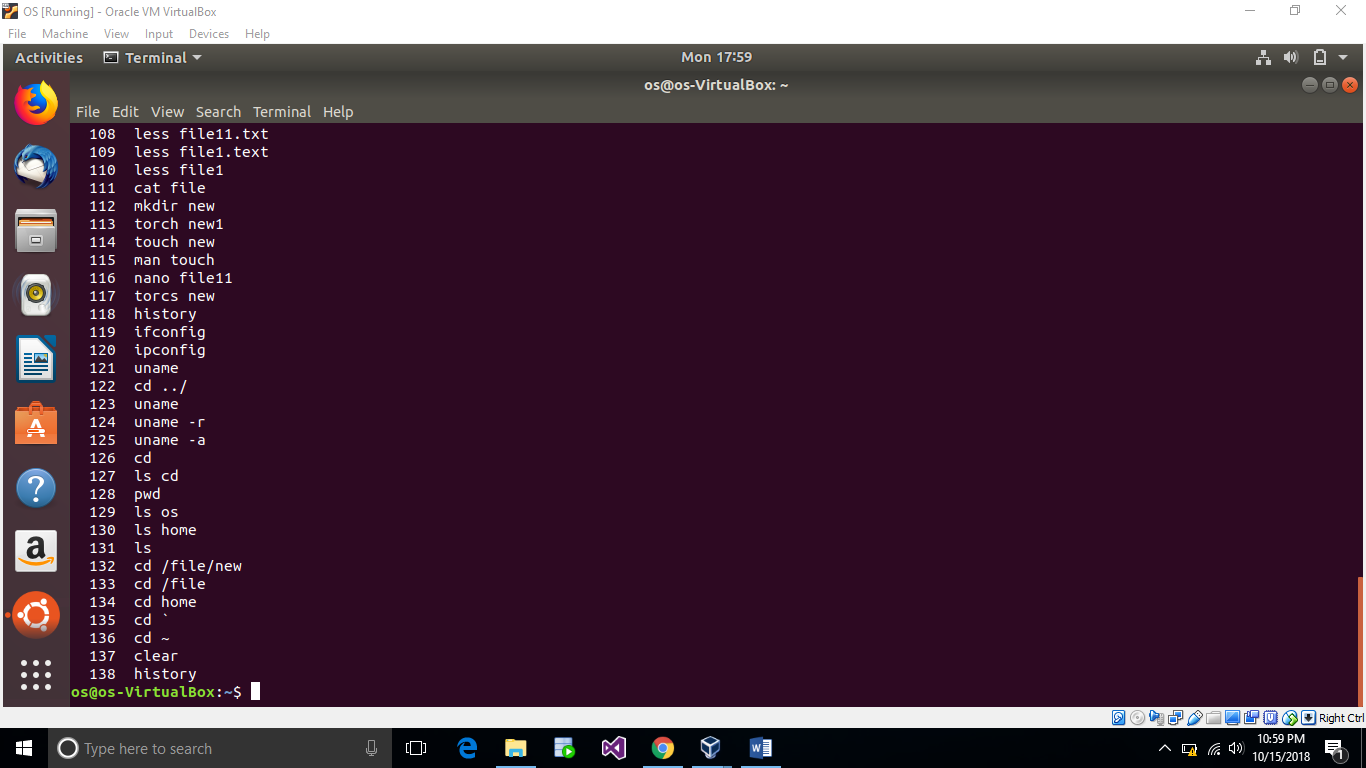 OS [Running] - Oracle VM VirtualBox
File Machine View Input Devices Help
Activities Terminal Mon 17:59
os@os-VirtualBox: ~
File Edit View Search Terminal Help
108 less file11.txt
109 less file1.text
110 less file1
111 cat file
112 mkdir new
113 torch new1
114 touch new
115 man touch
116 nano file11
117 torcs new
118 history
119 ifconfig
120 ipconfig
121 uname
122 cd ../
123 uname
124 uname -r
125 uname -a
126 cd
127 ls cd
128 pwd
129 ls os
130 ls home
131 ls
132 cd /file/new
133 cd /file
134 cd home
135 cd `
136 cd ~
137 clear
138 history
os@os-VirtualBox:~$
Right Ctrl
Type here to search
10:59 PM
10/15/2018
1